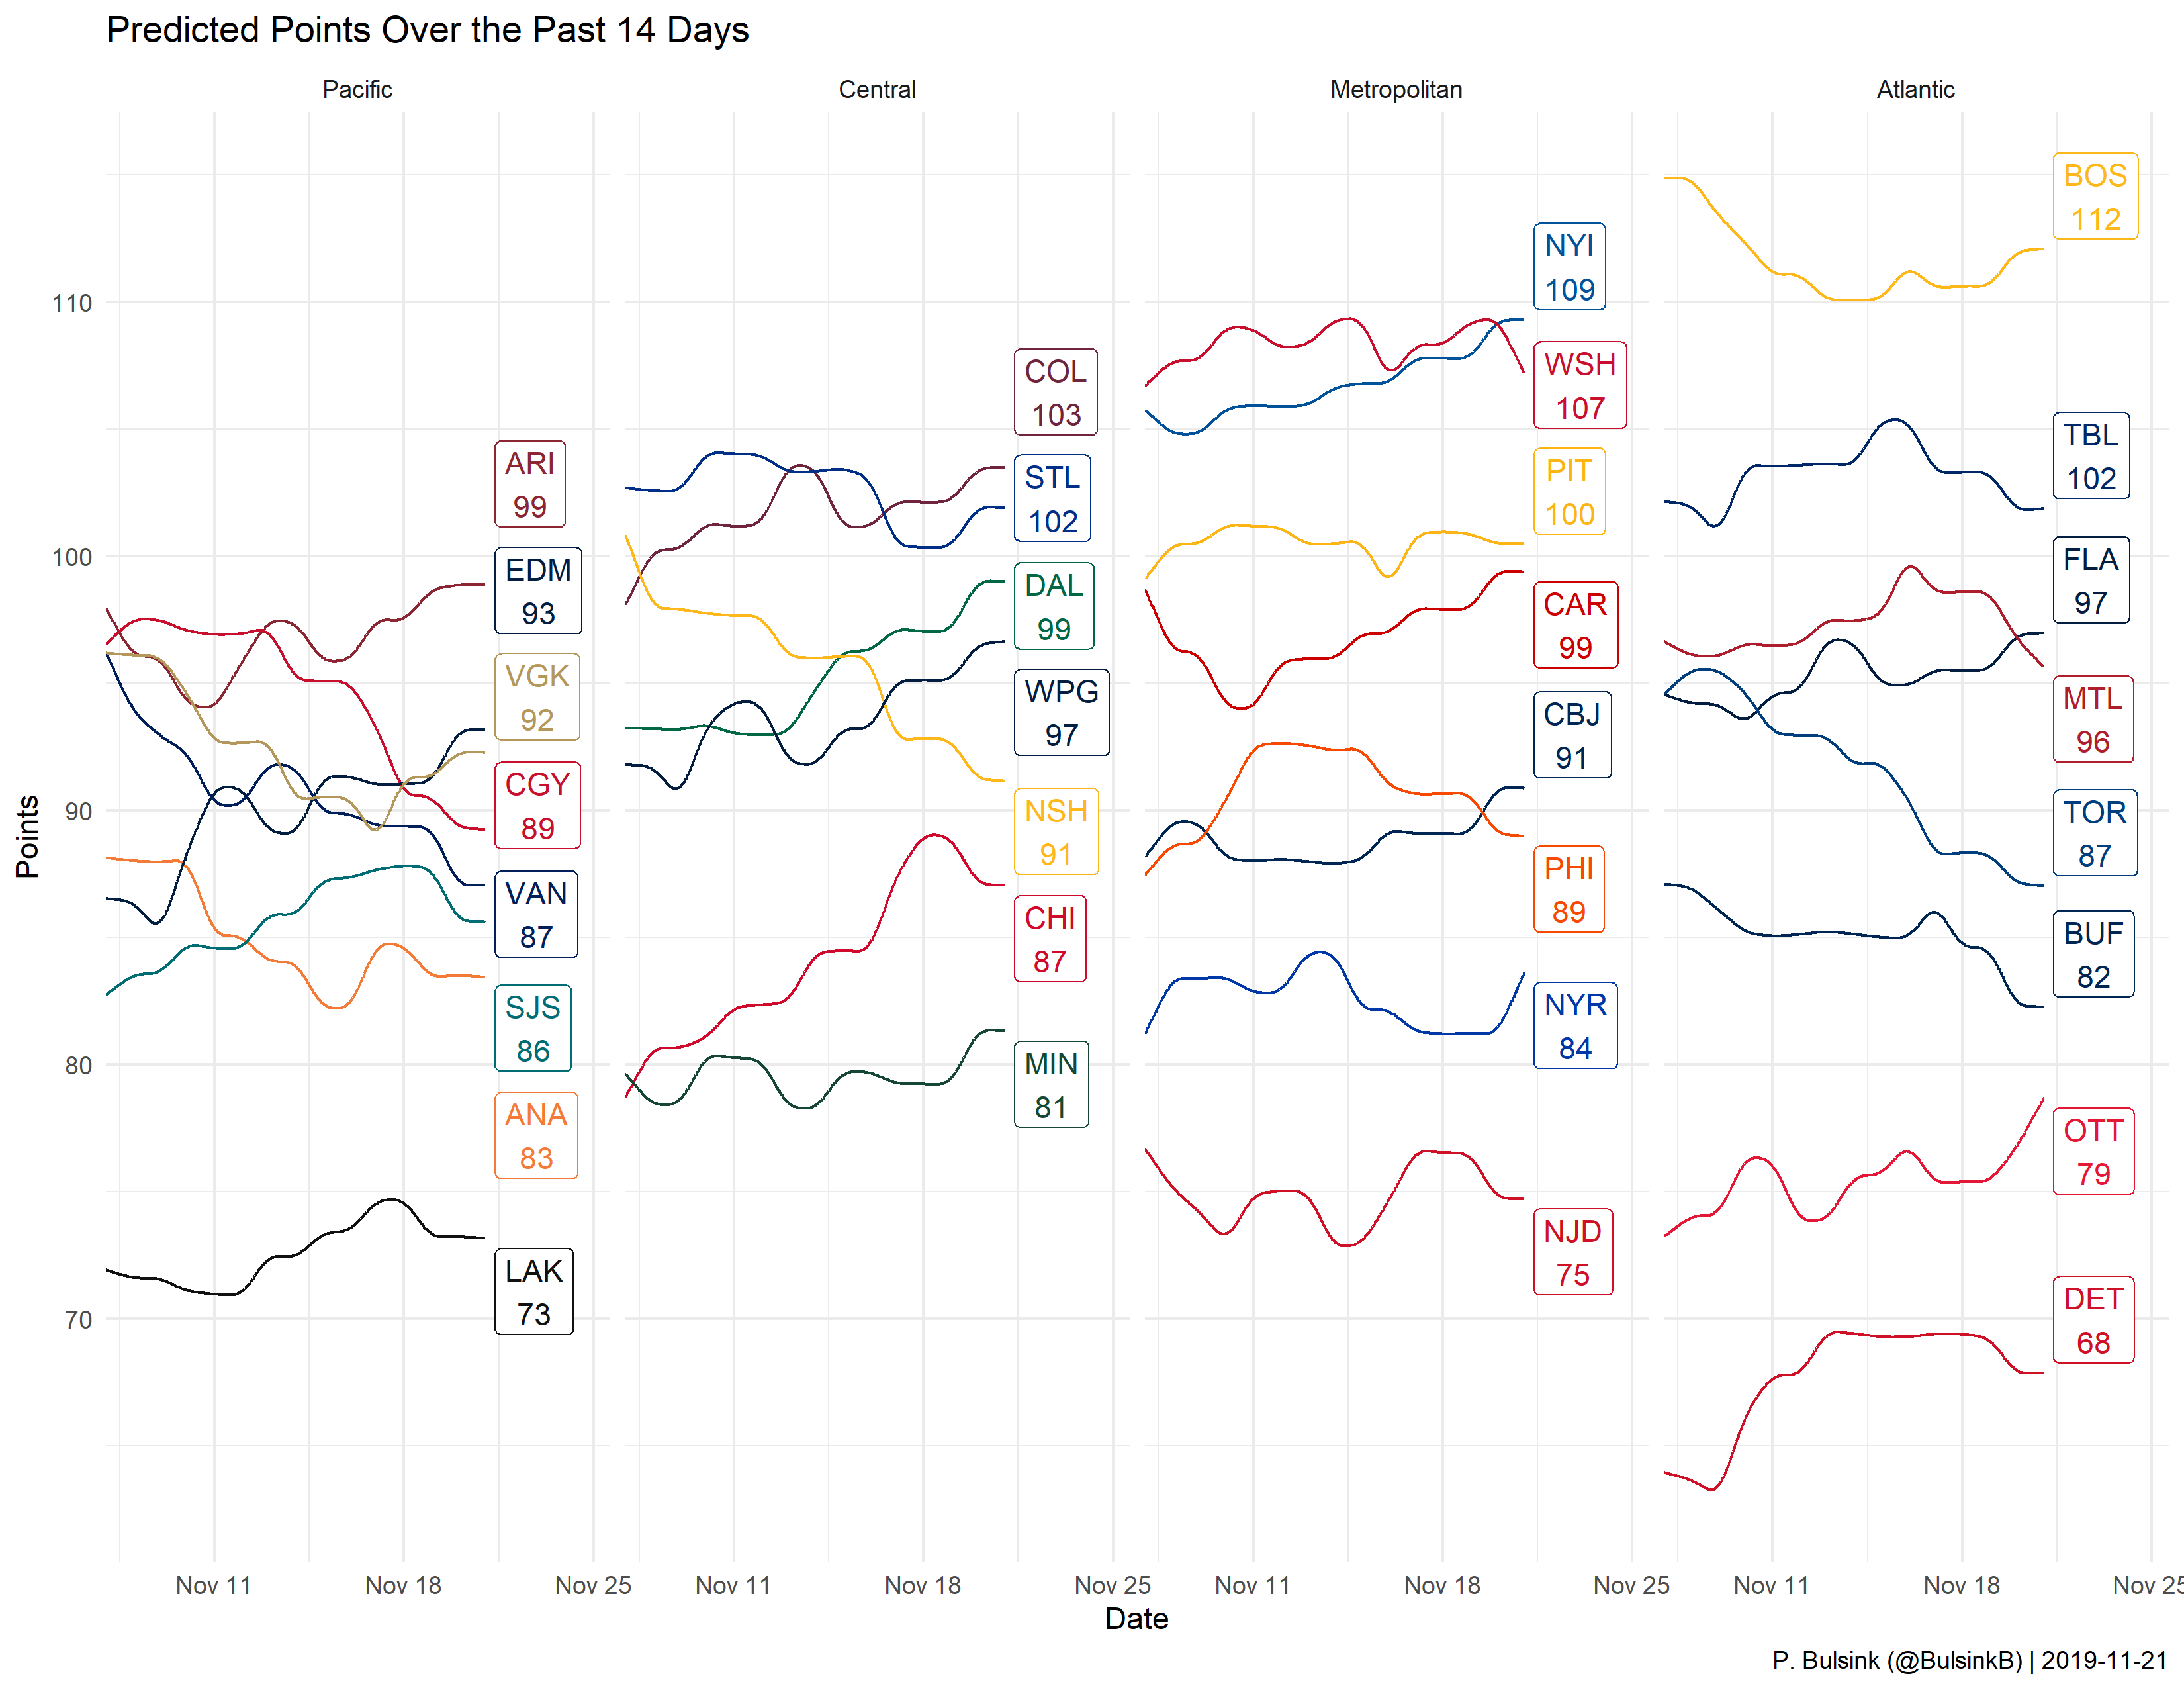 Predicted Points Over the Past 14 Days
Pacific
Central
Metropolitan
Atlantic
Points
110
100
90
80
70
ARI
99
EDM
93
VGK
92
CGY
89
VAN
87
SJS
86
ANA
83
LAK
73
COL
103
STL
102
DAL
99
WPG
97
NSH
91
CHI
87
MIN
81
NYI
109
WSH
107
PIT
100
CAR
99
CBJ
91
PHI
89
NYR
84
NJD
75
BOS
112
TBL
102
FLA
97
MTL
96
TOR
87
BUF
82
OTT
79
DET
68
Nov 11 Nov 18 Nov 25 Nov 11 Nov 18 Nov 25 Nov 11 Nov 18 Nov 25 Nov 11 Nov 18 Nov 25
Date
P. Bulsink (@BulsinkB) | 2019-11-21